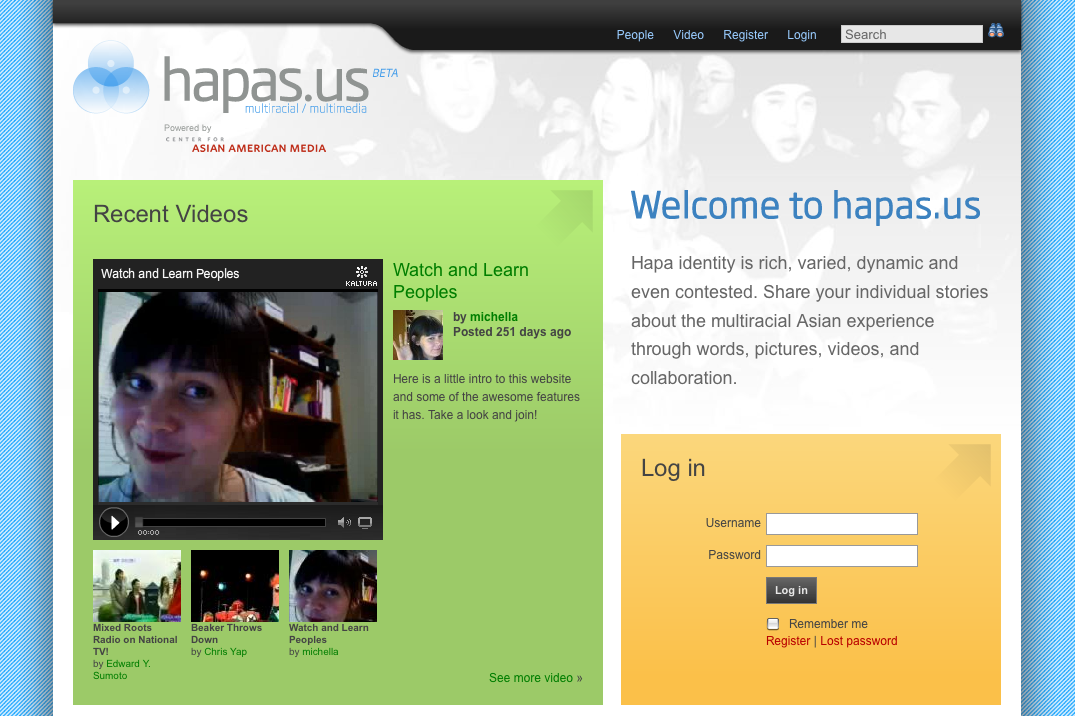 People Video Register Login Search
hapas.us BETA
multiracial / multimedia
Powered by
CENTER FOR
ASIAN AMERICAN MEDIA
Recent Videos
Watch and Learn Peoples
KALTURA
00:00
Watch and Learn
Peoples
by michella
Posted 251 days ago
Here is a little intro to this website
and some of the awesome features
it has. Take a look and join!
Mixed Roots
Radio on National
TV!
by Edward Y.
Sumoto
Beaker Throws
Down
by Chris Yap
Watch and Learn
Peoples
by michella
See more video »
Welcome to hapas.us
Hapa identity is rich, varied, dynamic and
even contested. Share your individual stories
about the multiracial Asian experience
through words, pictures, videos, and
collaboration.
Log in
Username
Password
Log in
Remember me
Register | Lost password